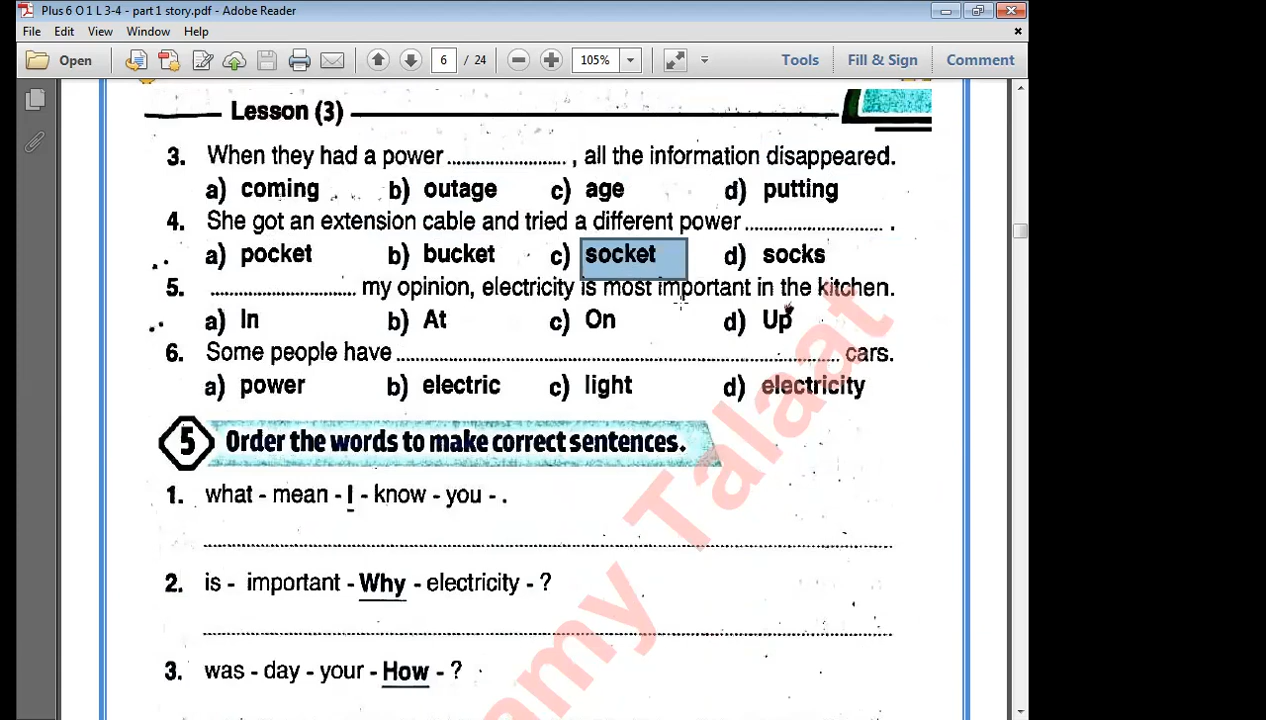 Plus 6 O 1 L 3-4 - part 1 story.pdf - Adobe Reader
File Edit View Window Help
Open 6 / 24 105% Tools Fill & Sign Comment
Lesson (3)
3. When they had a power ........................ , all the information disappeared.
a) coming b) outage c) age d) putting
4. She got an extension cable and tried a different power ........................... .
a) pocket b) bucket c) socket d) socks
5. ............................. my opinion, electricity is most important in the kitchen.
a) In b) At c) On d) Up
6. Some people have ........................................................................................... cars.
a) power b) electric c) light d) electricity
5 Order the words to make correct sentences.
1. what - mean - I - know - you - .
2. is - important - Why - electricity - ?
3. was - day - your - How - ?
amy Talaat